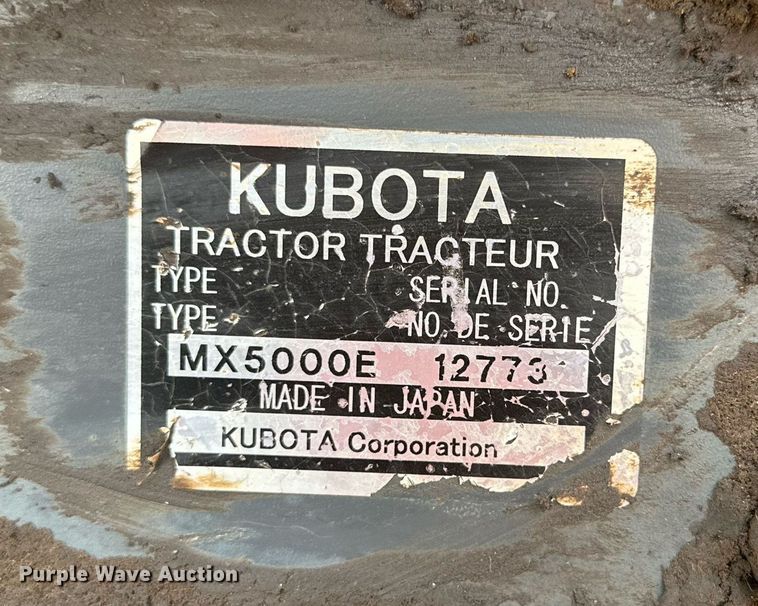 KUBOTA
TRACTOR TRACTEUR
TYPE SERIAL NO.
TYPE NO. DE SERIE
MX5000E 12773
MADE IN JAPAN
KUBOTA Corporation
Purple Wave Auction